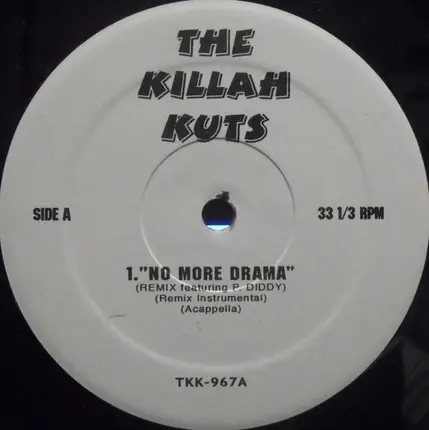 THE
KILLAH
KUTS
SIDE A
33 1/3 RPM
1."NO MORE DRAMA"
(REMIX featuring P. DIDDY)
(Remix Instrumental)
(Acappella)
TKK-967A